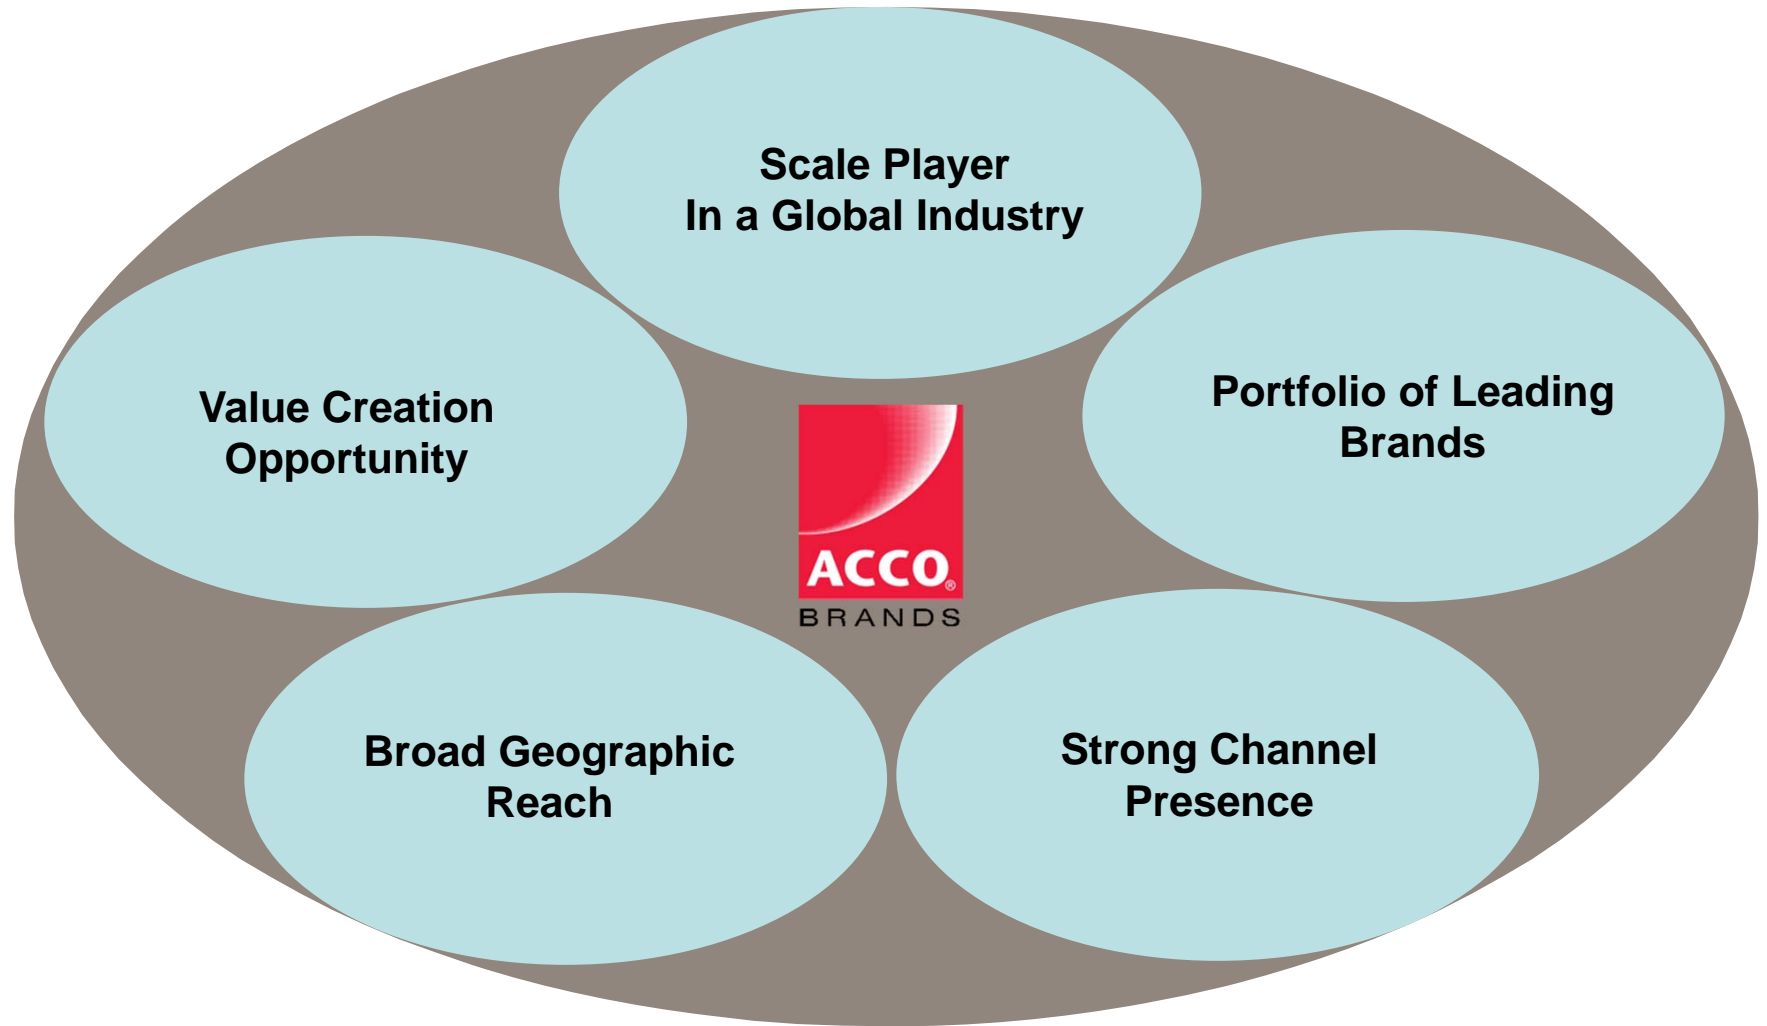 Scale Player
In a Global Industry
Value Creation
Opportunity
Portfolio of Leading
Brands
ACCO®
BRANDS
Broad Geographic
Reach
Strong Channel
Presence